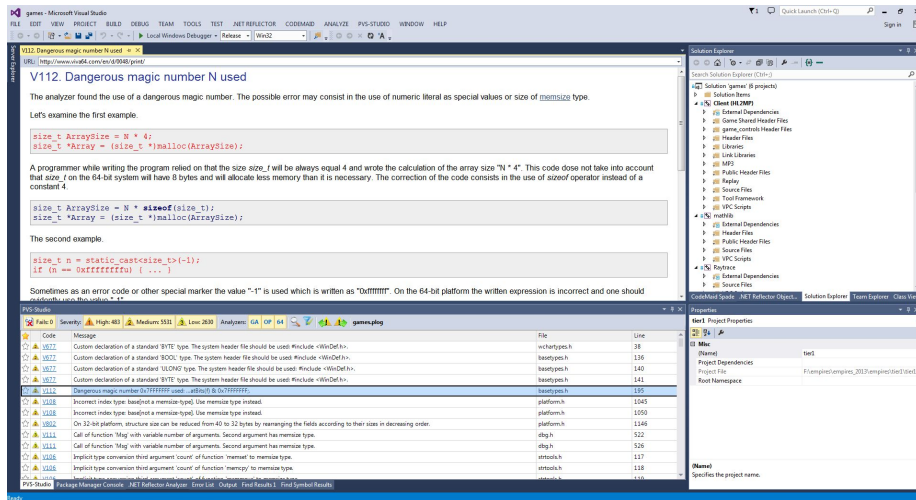 games - Microsoft Visual Studio
Quick Launch (Ctrl+Q)
FILE EDIT VIEW PROJECT BUILD DEBUG TEAM TOOLS TEST .NET REFLECTOR CODEMAID ANALYZE PVS-STUDIO WINDOW HELP
Sign in
Local Windows Debugger Release Win32
Server Explorer
V112. Dangerous magic number N used
URL: http://www.viva64.com/en/d/0048/print/
V112. Dangerous magic number N used
The analyzer found the use of a dangerous magic number. The possible error may consist in the use of numeric literal as special values or size of memsize type.
Let's examine the first example.
size_t ArraySize = N * 4;
size_t *Array = (size_t *)malloc(ArraySize);
A programmer while writing the program relied on that the size size_t will be always equal 4 and wrote the calculation of the array size "N * 4". This code dose not take into account
that size_t on the 64-bit system will have 8 bytes and will allocate less memory than it is necessary. The correction of the code consists in the use of sizeof operator instead of a
constant 4.
size_t ArraySize = N * sizeof(size_t);
size_t *Array = (size_t *)malloc(ArraySize);
The second example.
size_t n = static_cast<size_t>(-1);
if (n == 0xffffffffu) { ... }
Sometimes as an error code or other special marker the value "-1" is used which is written as "0xffffffff". On the 64-bit platform the written expression is incorrect and one should
evidently use the value "-1".
Solution Explorer
Search Solution Explorer (Ctrl+;)
Solution 'games' (6 projects)
Solution Items
Client (HL2MP)
External Dependencies
Game Shared Header Files
game_controls Header Files
Header Files
Libraries
Link Libraries
MP3
Public Header Files
Replay
Source Files
Tool Framework
VPC Scripts
mathlib
External Dependencies
Header Files
Public Header Files
Source Files
VPC Scripts
Raytrace
External Dependencies
Source Files
CodeMaid Spade .NET Reflector Object... Solution Explorer Team Explorer Class View
PVS-Studio
Fails: 0 Severity: 1 High: 483 2 Medium: 5531 3 Low: 2630 Analyzers: GA OP 64 games.plog
Code Message File Line
V677 Custom declaration of a standard 'BYTE' type. The system header file should be used: #include <WinDef.h>. wchartypes.h 38
V677 Custom declaration of a standard 'BOOL' type. The system header file should be used: #include <WinDef.h>. basetypes.h 136
V677 Custom declaration of a standard 'ULONG' type. The system header file should be used: #include <WinDef.h>. basetypes.h 140
V677 Custom declaration of a standard 'BYTE' type. The system header file should be used: #include <WinDef.h>. basetypes.h 141
V112 Dangerous magic number 0x7FFFFFFF used: ...atBits(f) & 0x7FFFFFFF; basetypes.h 195
V108 Incorrect index type: base[not a memsize-type]. Use memsize type instead. platform.h 1045
V108 Incorrect index type: base[not a memsize-type]. Use memsize type instead. platform.h 1050
V802 On 32-bit platform, structure size can be reduced from 40 to 32 bytes by rearranging the fields according to their sizes in decreasing order. platform.h 1146
V111 Call of function 'Msg' with variable number of arguments. Second argument has memsize type. dbg.h 522
V111 Call of function 'Msg' with variable number of arguments. Second argument has memsize type. dbg.h 526
V106 Implicit type conversion third argument 'count' of function 'memset' to memsize type. strtools.h 117
V106 Implicit type conversion third argument 'count' of function 'memcpy' to memsize type. strtools.h 118
PVS-Studio Package Manager Console .NET Reflector Analyzer Error List Output Find Results 1 Find Symbol Results
Properties
tier1 Project Properties
Misc
(Name) tier1
Project Dependencies
Project File F:\empires\empires_2013\empires\tier1\tier1
Root Namespace
(Name)
Specifies the project name.
Ready